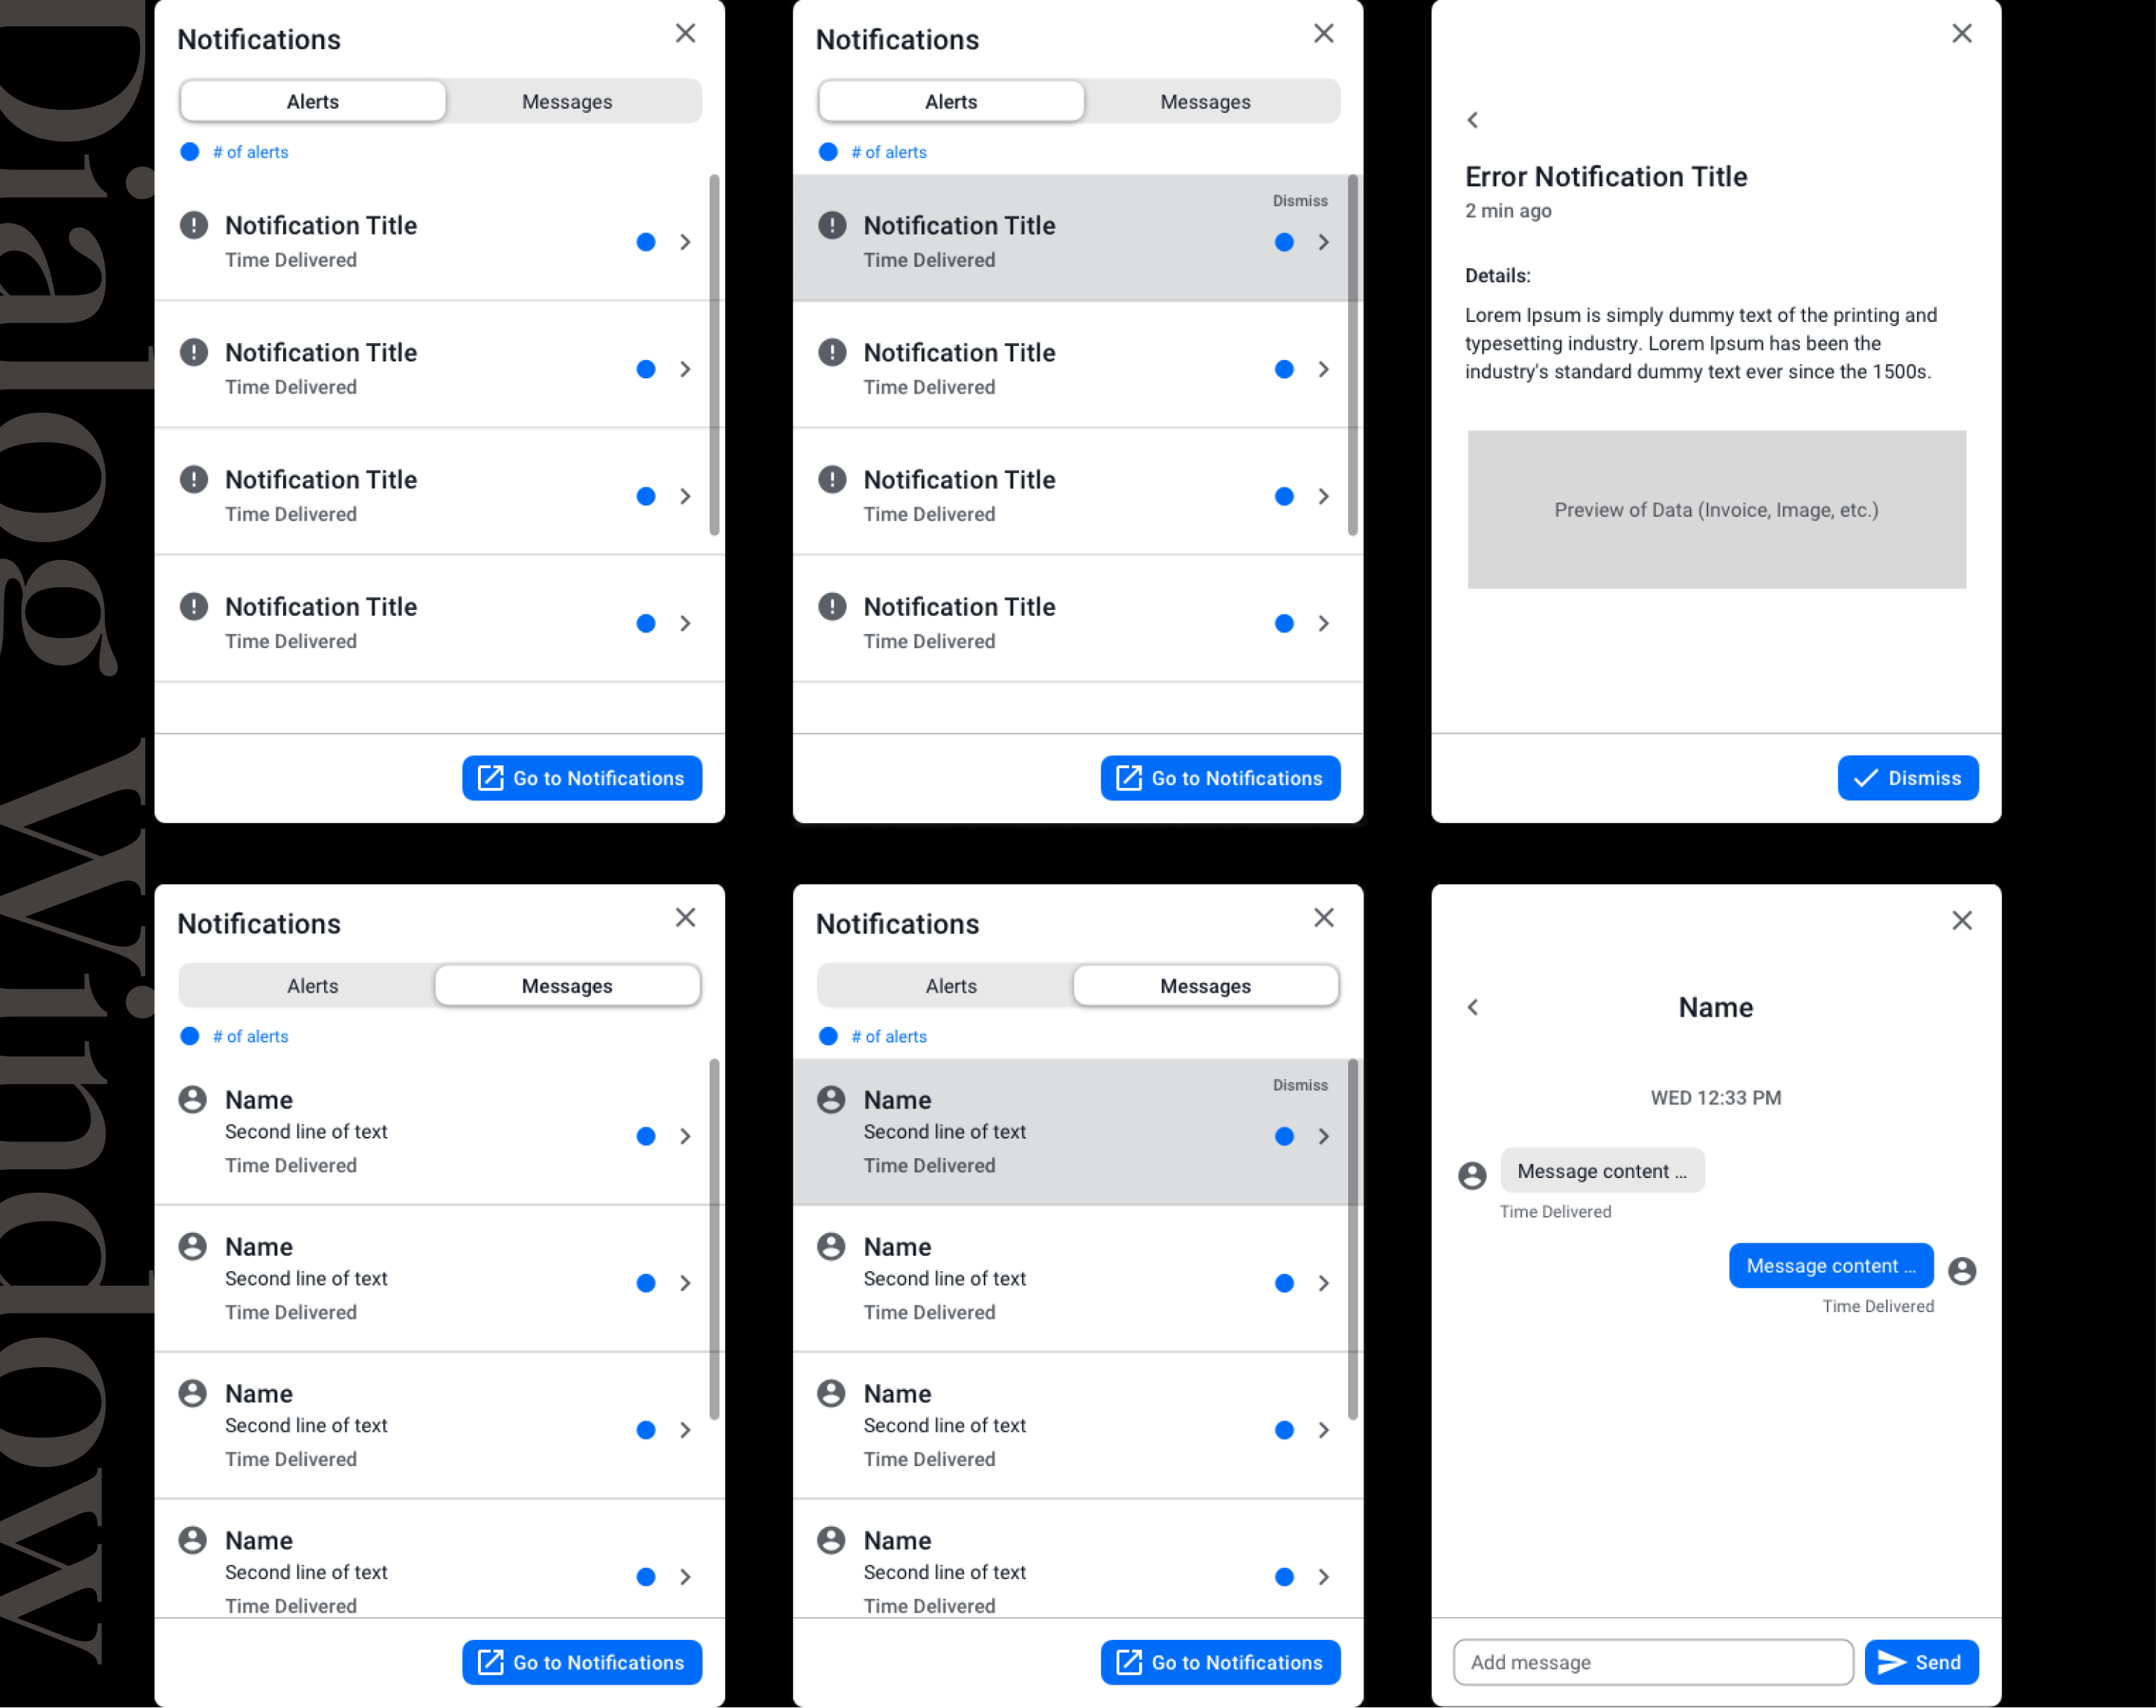 Dialog Window
Notifications
Alerts
Messages
# of alerts
Notification Title
Time Delivered
Notification Title
Time Delivered
Notification Title
Time Delivered
Notification Title
Time Delivered
Go to Notifications
Notifications
Alerts
Messages
# of alerts
Dismiss
Notification Title
Time Delivered
Notification Title
Time Delivered
Notification Title
Time Delivered
Notification Title
Time Delivered
Go to Notifications
Error Notification Title
2 min ago
Details:
Lorem Ipsum is simply dummy text of the printing and
typesetting industry. Lorem Ipsum has been the
industry's standard dummy text ever since the 1500s.
Preview of Data (Invoice, Image, etc.)
Dismiss
Notifications
Alerts
Messages
# of alerts
Name
Second line of text
Time Delivered
Name
Second line of text
Time Delivered
Name
Second line of text
Time Delivered
Name
Second line of text
Time Delivered
Go to Notifications
Notifications
Alerts
Messages
# of alerts
Dismiss
Name
Second line of text
Time Delivered
Name
Second line of text
Time Delivered
Name
Second line of text
Time Delivered
Name
Second line of text
Time Delivered
Go to Notifications
Name
WED 12:33 PM
Message content ...
Time Delivered
Message content ...
Time Delivered
Add message
Send